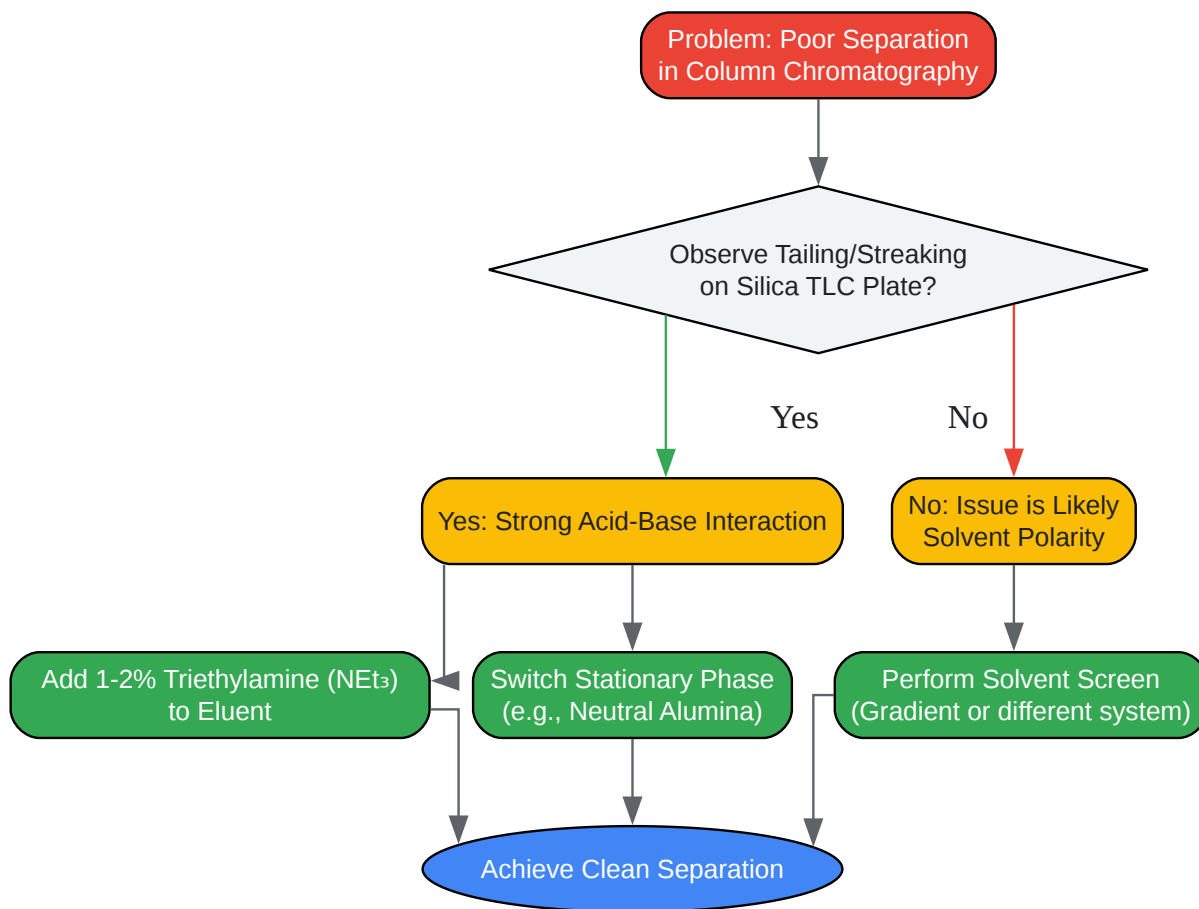 Problem: Poor Separation
in Column Chromatography
Observe Tailing/Streaking
on Silica TLC Plate?
Yes
No
Yes: Strong Acid-Base Interaction
No: Issue is Likely
Solvent Polarity
Add 1-2% Triethylamine (NEt₃)
to Eluent
Switch Stationary Phase
(e.g., Neutral Alumina)
Perform Solvent Screen
(Gradient or different system)
Achieve Clean Separation